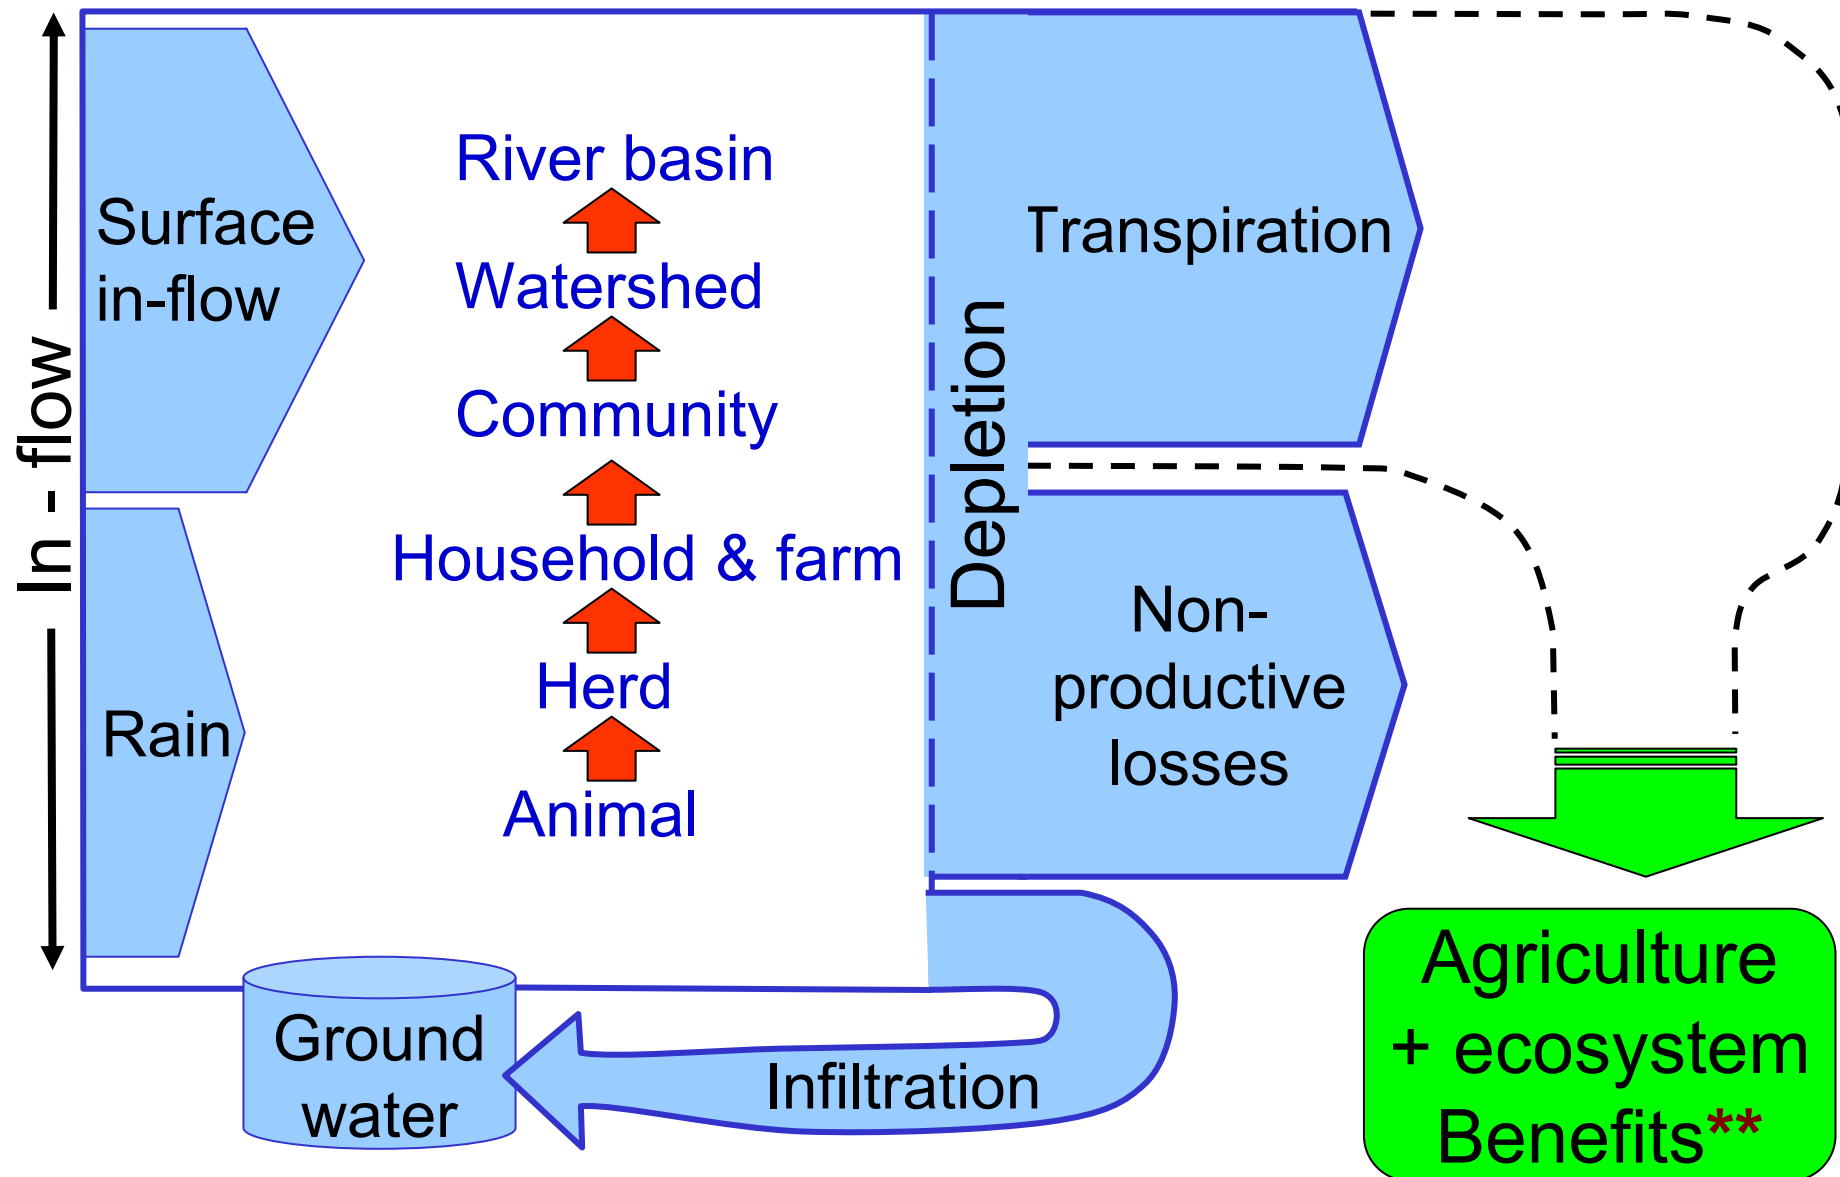 In - flow
Surface
in-flow
Rain
River basin
Watershed
Community
Household & farm
Herd
Animal
Depletion
Transpiration
Non-
productive
losses
Ground
water
Infiltration
Agriculture
+ ecosystem
Benefits**